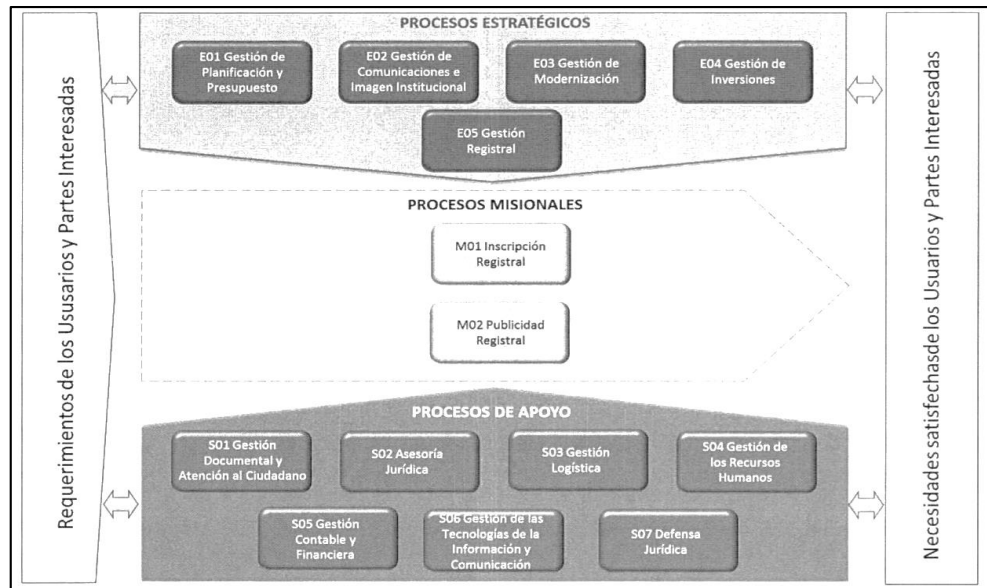 Requerimientos de los Ususarios y Partes Interesadas
PROCESOS ESTRATÉGICOS
E01 Gestión de
Planificación y
Presupuesto
E02 Gestión de
Comunicaciones e
Imagen Institucional
E03 Gestión de
Modernización
E04 Gestión de
Inversiones
E05 Gestión
Registral
PROCESOS MISIONALES
M01 Inscripción
Registral
M02 Publicidad
Registral
PROCESOS DE APOYO
S01 Gestión
Documental y
Atención al Ciudadano
S02 Asesoría
Jurídica
S03 Gestión
Logística
S04 Gestión de
los Recursos
Humanos
S05 Gestión
Contable y
Financiera
S06 Gestión de las
Tecnologías de la
Información y
Comunicación
S07 Defensa
Jurídica
Necesidades satisfechasde los Usuarios y Partes Interesadas